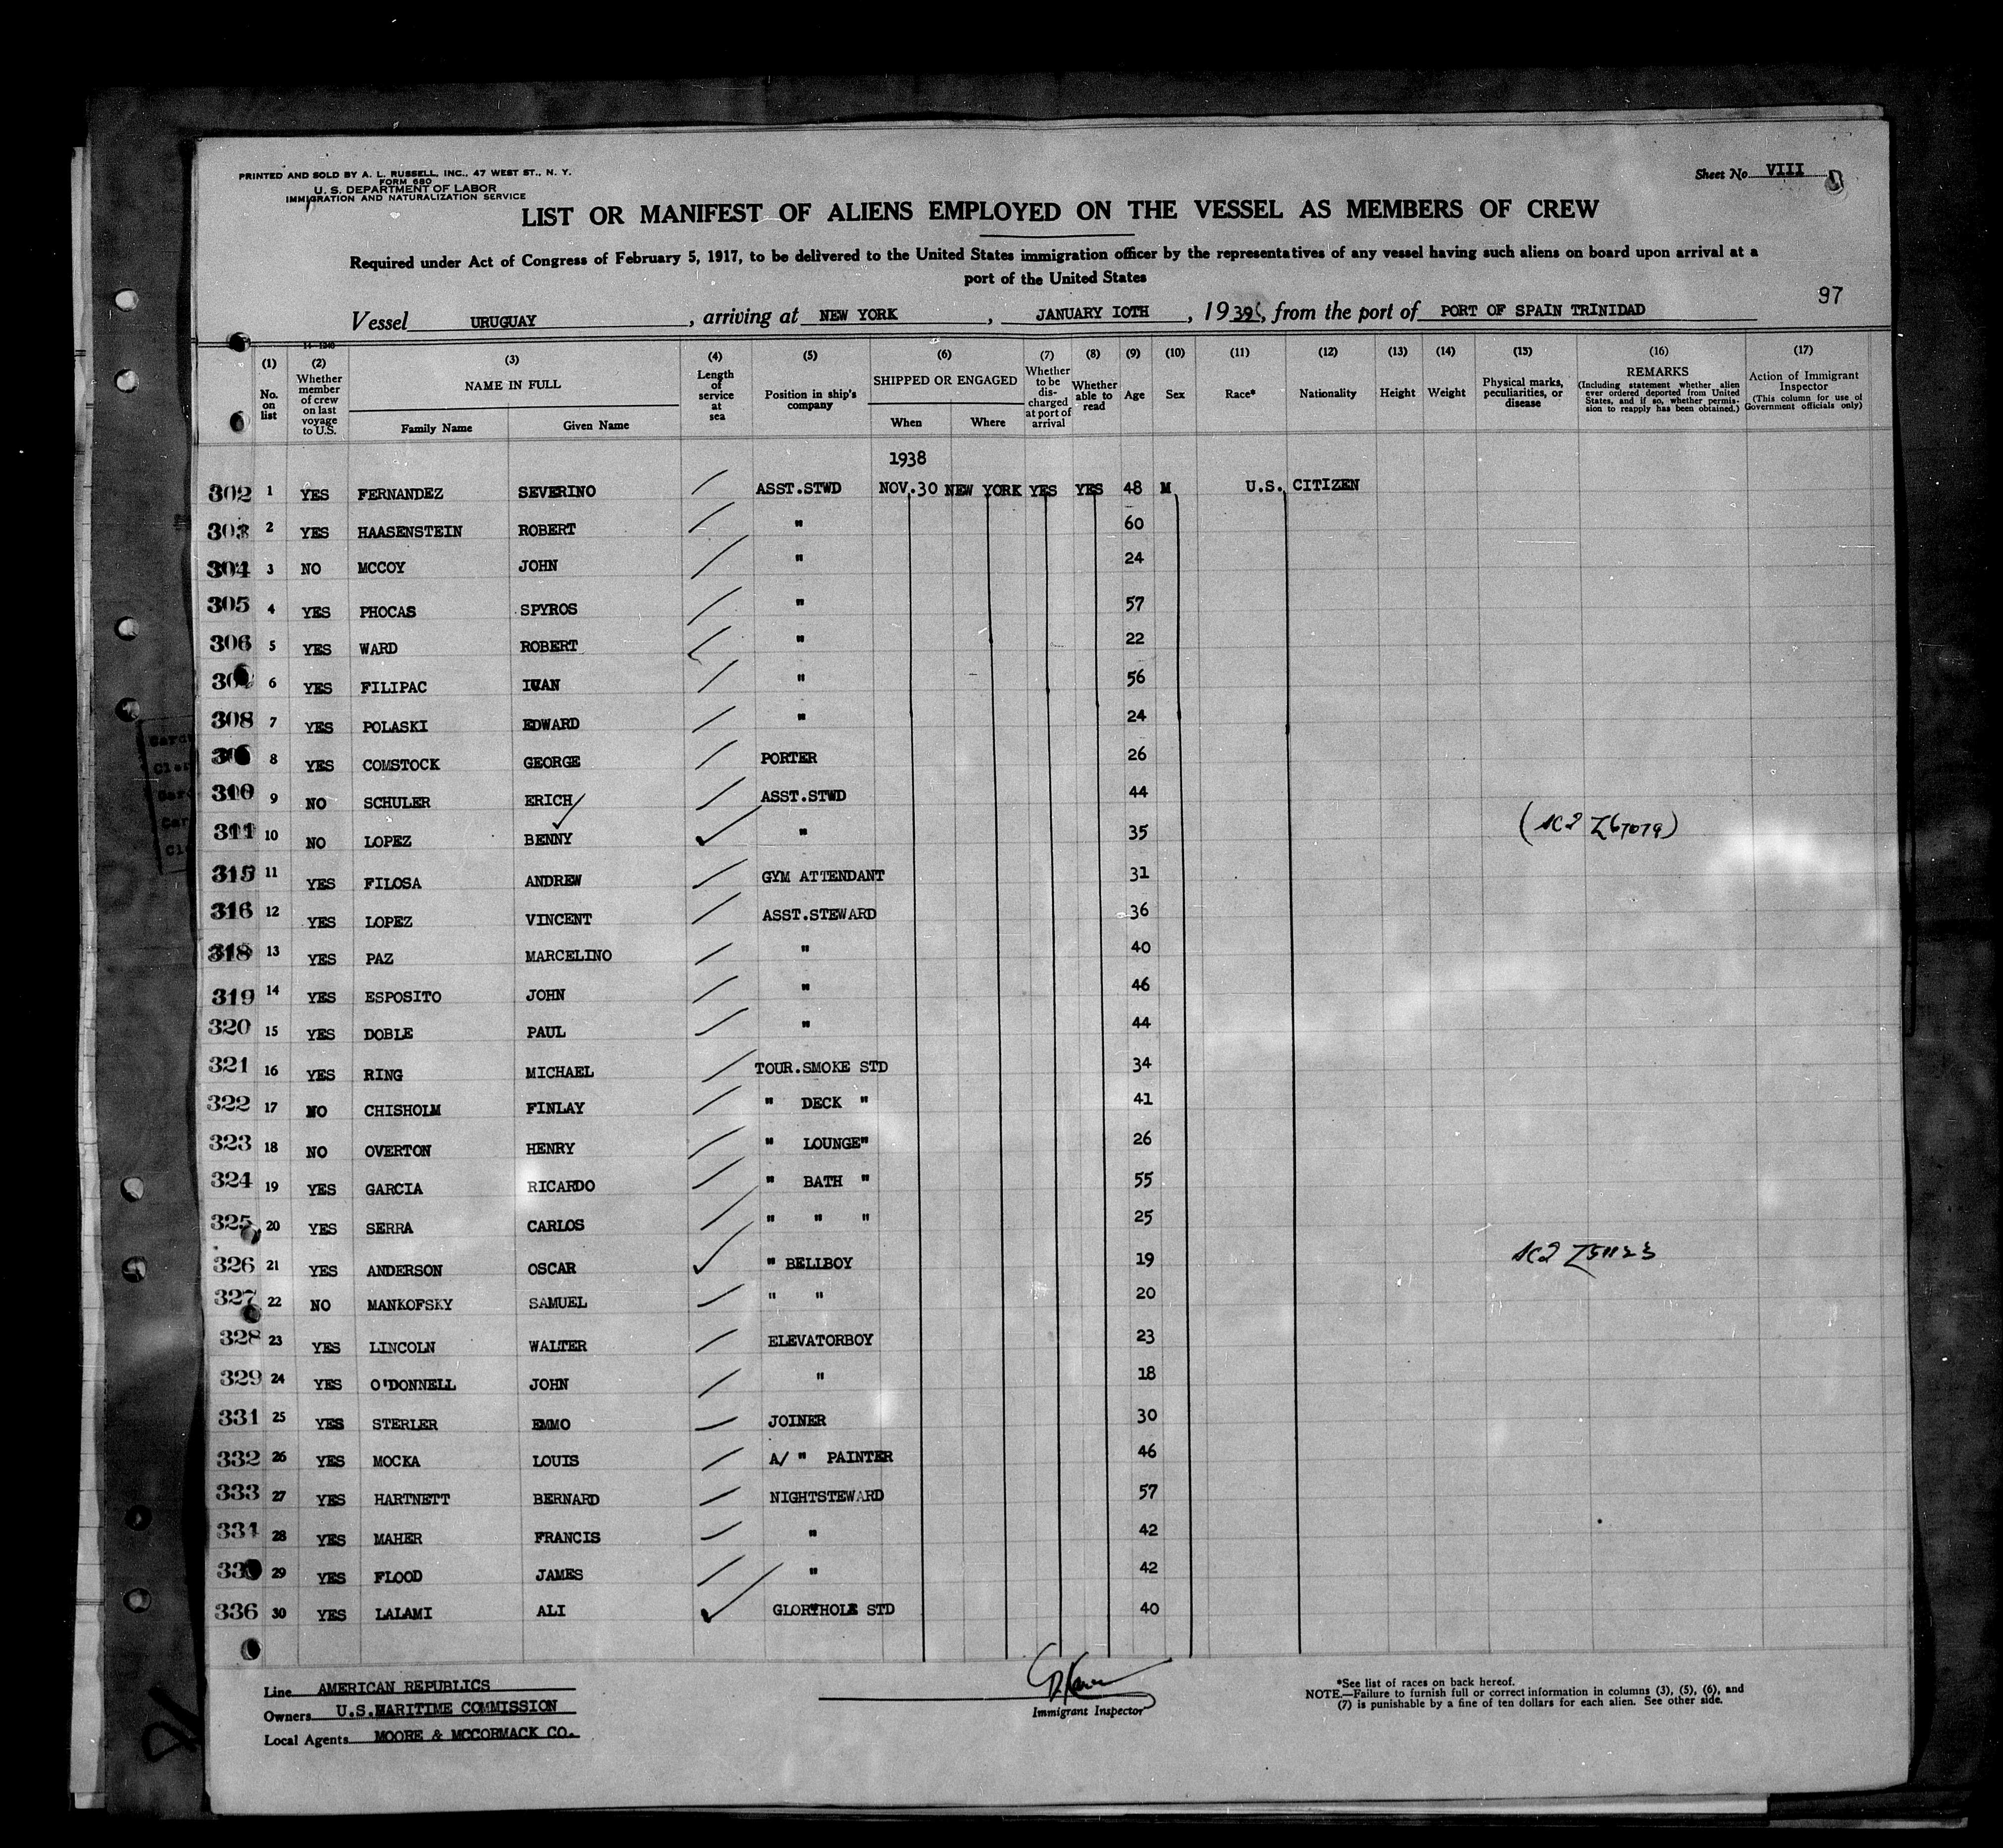 PRINTED AND SOLD BY A. L. RUSSELL, INC., 47 WEST ST., N. Y.
FORM 680
U. S. DEPARTMENT OF LABOR
IMMIGRATION AND NATURALIZATION SERVICE
Sheet No. VIII
LIST OR MANIFEST OF ALIENS EMPLOYED ON THE VESSEL AS MEMBERS OF CREW
Required under Act of Congress of February 5, 1917, to be delivered to the United States immigration officer by the representatives of any vessel having such aliens on board upon arrival at a
port of the United States
97
Vessel URUGUAY, arriving at NEW YORK, JANUARY 10TH, 1939, from the port of PORT OF SPAIN TRINIDAD
14-1240
(1) (2) (3) (4) (5) (6) (7) (8) (9) (10) (11) (12) (13) (14) (15) (16) (17)
No. on list
Whether member of crew on last voyage to U.S.
NAME IN FULL
Family Name Given Name
Length of service at sea
Position in ship's company
SHIPPED OR ENGAGED
When Where
Whether to be discharged at port of arrival
Whether able to read
Age
Sex
Race*
Nationality
Height
Weight
Physical marks, peculiarities, or disease
REMARKS
(Including statement whether alien ever ordered deported from United States, and if so, whether permission to reapply has been obtained.)
Action of Immigrant Inspector
(This column for use of Government officials only)
1938
302 1 YES FERNANDEZ SEVERINO ASST.STWD NOV.30 NEW YORK YES YES 48 M U.S. CITIZEN
303 2 YES HAASENSTEIN ROBERT " 60
304 3 NO MCCOY JOHN " 24
305 4 YES PHOCAS SPYROS " 57
306 5 YES WARD ROBERT " 22
6 YES FILIPAC IVAN " 56
308 7 YES POLASKI EDWARD " 24
8 YES COMSTOCK GEORGE PORTER 26
310 9 NO SCHULER ERICH ASST.STWD 44
311 10 NO LOPEZ BENNY " 35
315 11 YES FILOSA ANDREW GYM ATTENDANT 31
316 12 YES LOPEZ VINCENT ASST.STEWARD 36
318 13 YES PAZ MARCELINO " 40
319 14 YES ESPOSITO JOHN " 46
320 15 YES DOBLE PAUL " 44
321 16 YES RING MICHAEL TOUR.SMOKE STD 34
322 17 NO CHISHOLM FINLAY " DECK " 41
323 18 NO OVERTON HENRY " LOUNGE" 26
324 19 YES GARCIA RICARDO " BATH " 55
325 20 YES SERRA CARLOS " " " 25
326 21 YES ANDERSON OSCAR " BELLBOY 19
327 22 NO MANKOFSKY SAMUEL " " 20
328 23 YES LINCOLN WALTER ELEVATORBOY 23
329 24 YES O'DONNELL JOHN " 18
331 25 YES STERLER EMMO JOINER 30
332 26 YES MOCKA LOUIS A/ " PAINTER 46
333 27 YES HARTNETT BERNARD NIGHTSTEWARD 57
334 28 YES MAHER FRANCIS " 42
29 YES FLOOD JAMES " 42
336 30 YES LALAMI ALI GLORYHOLE STD 40
Line AMERICAN REPUBLICS
Owners U.S.MARITIME COMMISSION
Local Agents MOORE & MCCORMACK CO.
Immigrant Inspector
*See list of races on back hereof.
NOTE.—Failure to furnish full or correct information in columns (3), (5), (6), and
(7) is punishable by a fine of ten dollars for each alien. See other side.